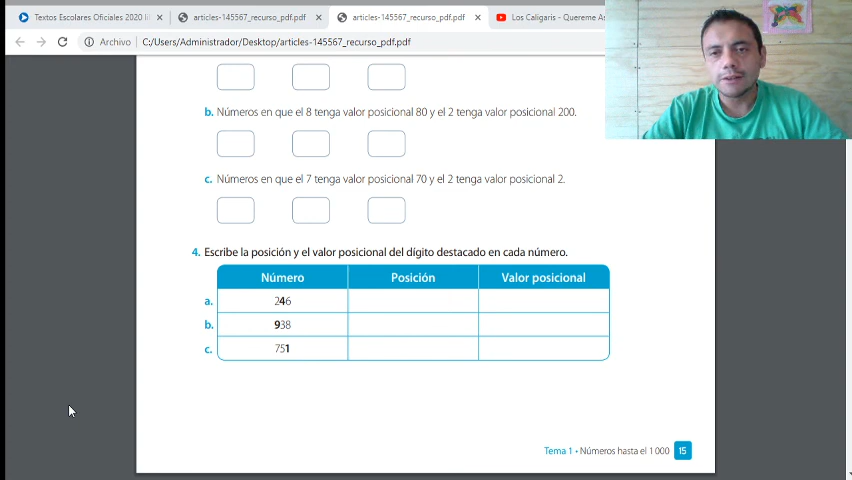 Textos Escolares Oficiales 2020 lil
articles-145567_recurso_pdf.pdf
articles-145567_recurso_pdf.pdf
Los Caligaris - Quereme As
Archivo C:/Users/Administrador/Desktop/articles-145567_recurso_pdf.pdf
b. Números en que el 8 tenga valor posicional 80 y el 2 tenga valor posicional 200.
c. Números en que el 7 tenga valor posicional 70 y el 2 tenga valor posicional 2.
4. Escribe la posición y el valor posicional del dígito destacado en cada número.
Número Posición Valor posicional
a. 246
b. 938
c. 751
Tema 1 • Números hasta el 1 000 15